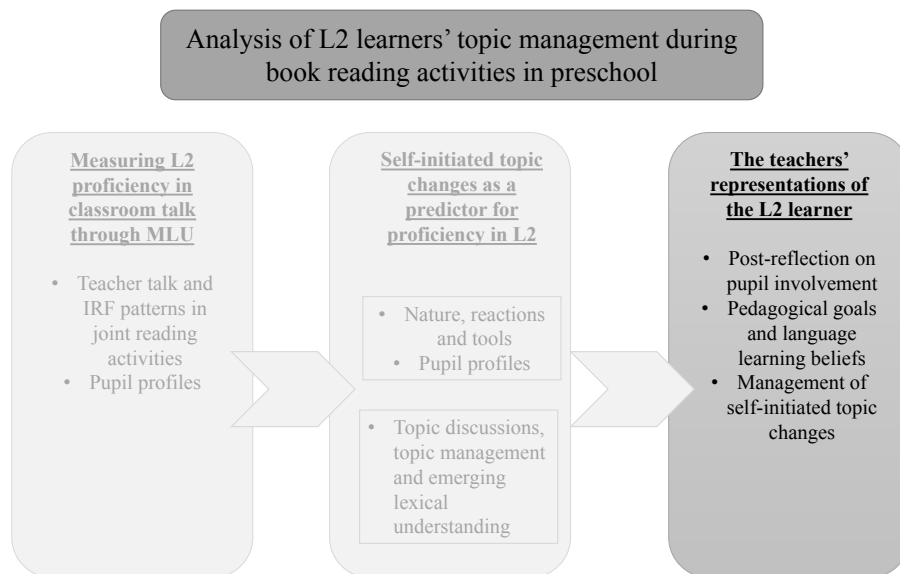 Analysis of L2 learners' topic management during
book reading activities in preschool
Measuring L2
proficiency in
classroom talk
through MLU
• Teacher talk and
IRF patterns in
joint reading
activities
• Pupil profiles
Self-initiated topic
changes as a
predictor for
proficiency in L2
• Nature, reactions
and tools
• Pupil profiles
• Topic discussions,
topic management
and emerging
lexical
understanding
The teachers'
representations of
the L2 learner
• Post-reflection on
pupil involvement
• Pedagogical goals
and language
learning beliefs
• Management of
self-initiated topic
changes